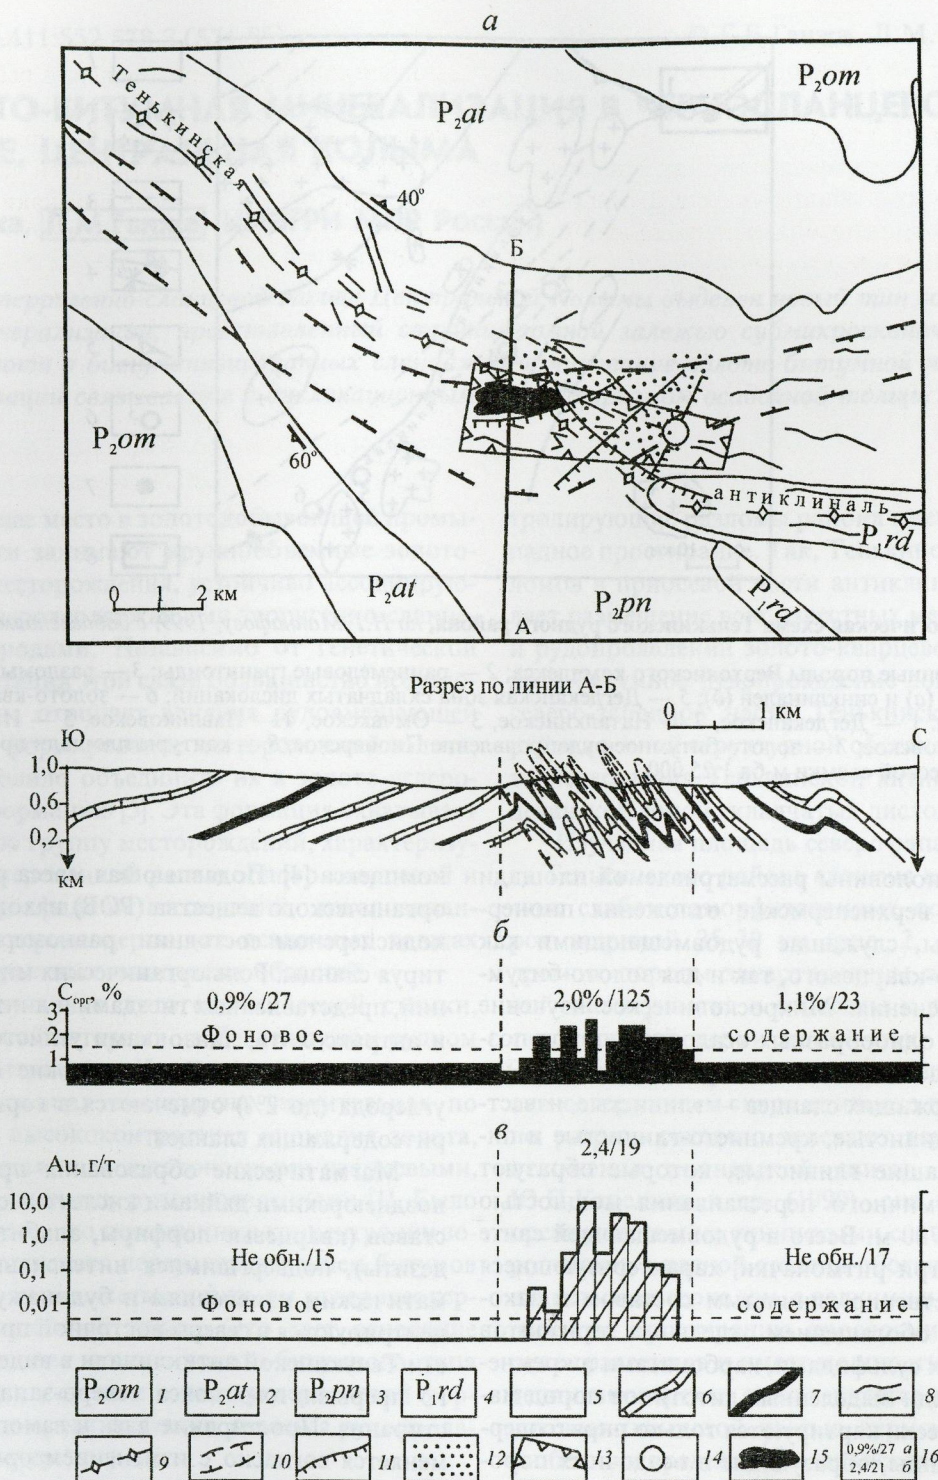 а
P₂om
P₂at
Тенькинская
40°
Б
P₂om
60°
антиклиналь
P₁rd
0 1 2 км
P₂at
P₂pn
P₁rd
А
Разрез по линии А-Б
0 1 км
Ю
С
1,0
0,6
0,2
км
б
Cорг, %
0,9% /27
2,0% /125
1,1% /23
3
2
1
Фоновое
содержание
в
Au, г/т
2,4/19
10,0
1,0
0,1
0,01
Не обн./15
Не обн./17
Фоновое
содержание
P₂om 1 P₂at 2 P₂pn 3 P₁rd 4 5 6 7 8
9 10 11 12 13 14 15 0,9%/27 а 16
2,4/21 б